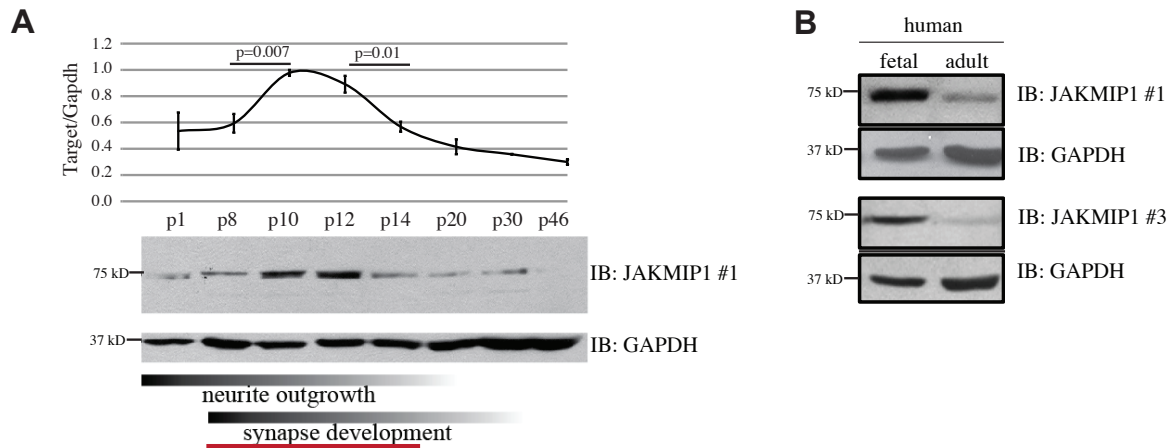 A
Target/Gapdh
1.2
1.0
0.8
0.6
0.4
0.2
0.0
p=0.007
p=0.01
p1 p8 p10 p12 p14 p20 p30 p46
75 kD
IB: JAKMIP1 #1
37 kD
IB: GAPDH
neurite outgrowth
synapse development
B
human
fetal adult
75 kD
IB: JAKMIP1 #1
37 kD
IB: GAPDH
75 kD
IB: JAKMIP1 #3
37 kD
IB: GAPDH